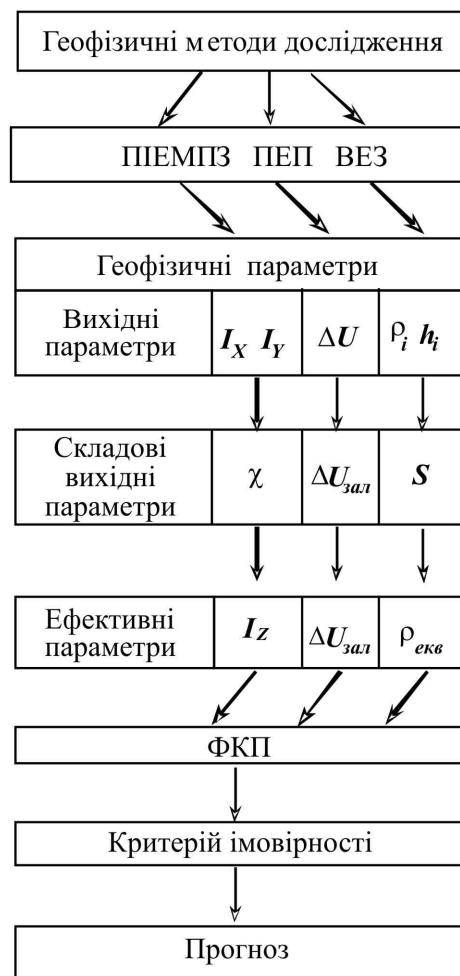 Геофізичні методи дослідження
ПІЕМПЗ ПЕП ВЕЗ
Геофізичні параметри
Вихідні
параметри
I_X I_Y
ΔU
ρ_i h_i
Складові
вихідні
параметри
χ
ΔU_зал
S
Ефективні
параметри
I_Z
ΔU_зал
ρ_екв
ФКП
Критерій імовірності
Прогноз